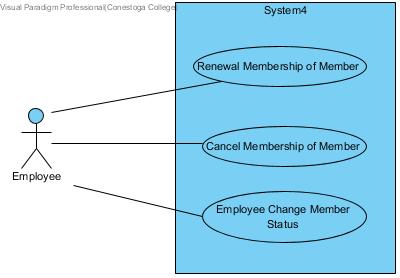 Visual Paradigm Professional(Conestoga College
System4
Renewal Membership of Member
Cancel Membership of Member
Employee
Employee Change Member
Status